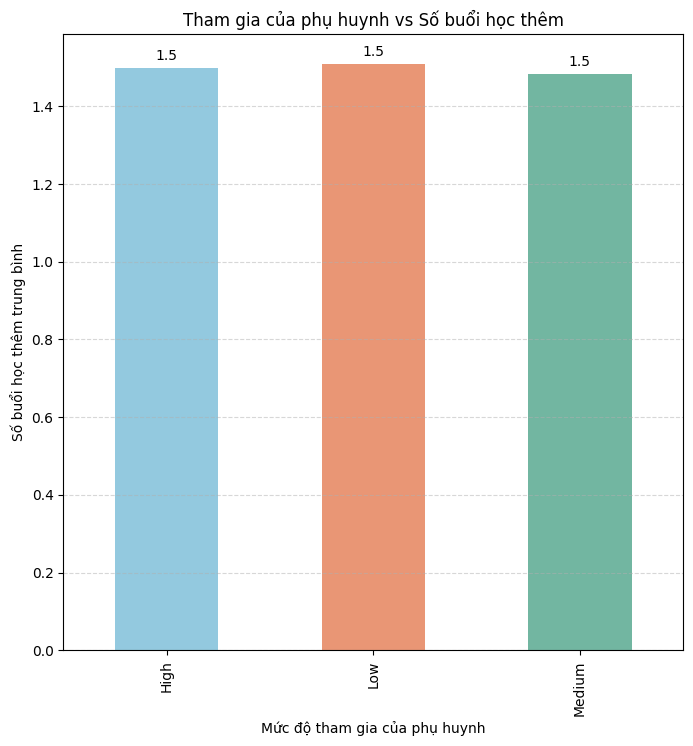 Tham gia của phụ huynh vs Số buổi học thêm
1.5
1.5
1.5
1.4
1.2
1.0
0.8
0.6
0.4
0.2
0.0
Số buổi học thêm trung bình
High
Low
Medium
Mức độ tham gia của phụ huynh